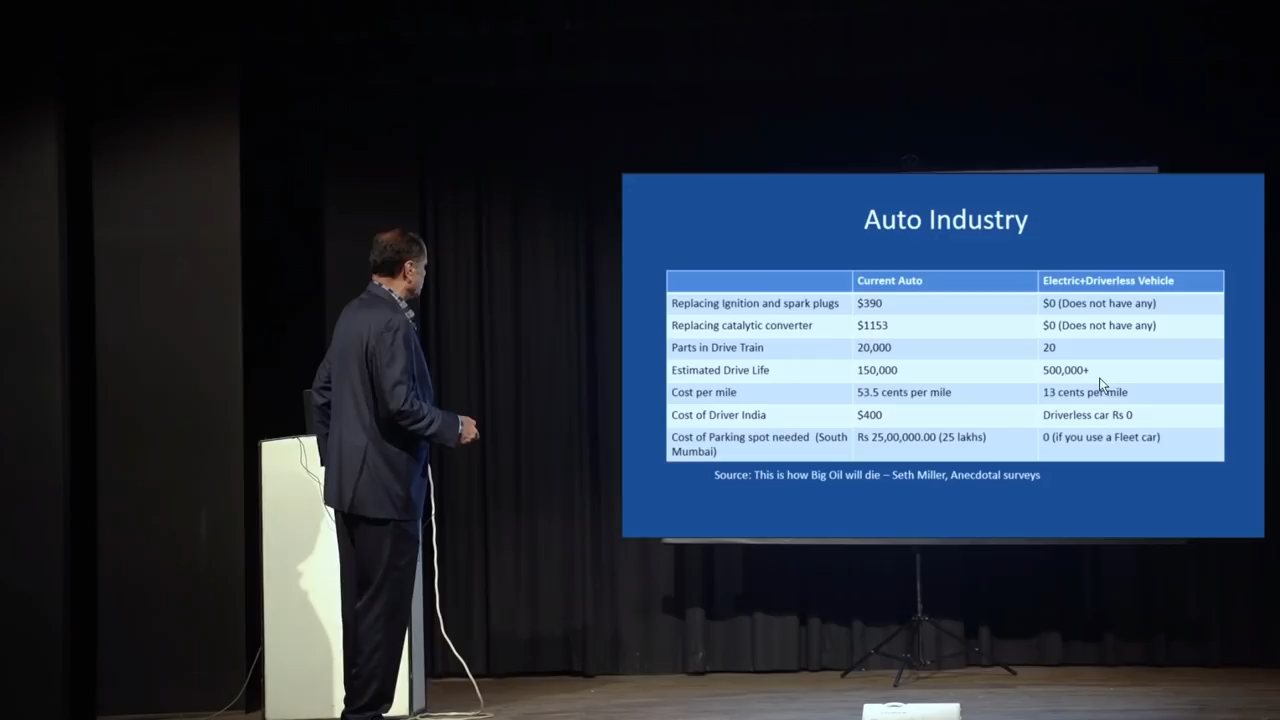 Auto Industry
Current Auto Electric+Driverless Vehicle
Replacing Ignition and spark plugs $390 $0 (Does not have any)
Replacing catalytic converter $1153 $0 (Does not have any)
Parts in Drive Train 20,000 20
Estimated Drive Life 150,000 500,000+
Cost per mile 53.5 cents per mile 13 cents per mile
Cost of Driver India $400 Driverless car Rs 0
Cost of Parking spot needed (South Rs 25,00,000.00 (25 lakhs) 0 (if you use a Fleet car)
Mumbai)
Source: This is how Big Oil will die – Seth Miller, Anecdotal surveys